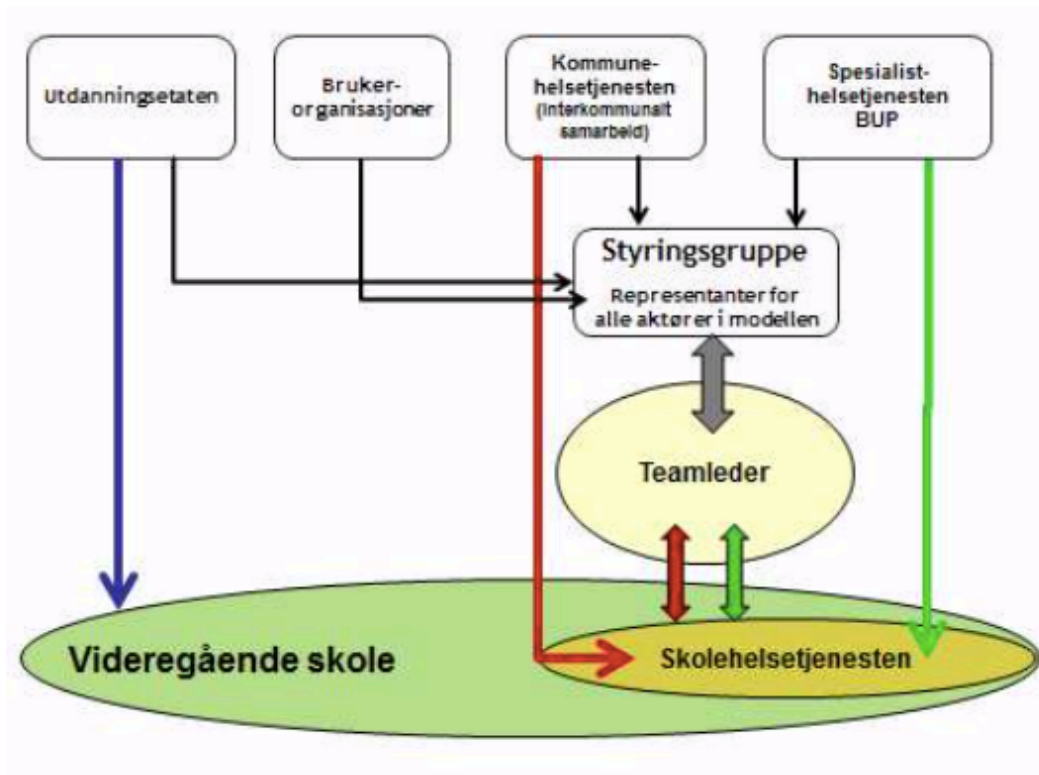 Utdanningsetaten
Bruker-
organisasjoner
Kommune-
helsetjenesten
(Interkommunalt
samarbeid)
Spesialist-
helsetjenesten
BUP
Styringsgruppe
Representanter for
alle aktører i modellen
Teamleder
Videregående skole
Skolehelsetjenesten